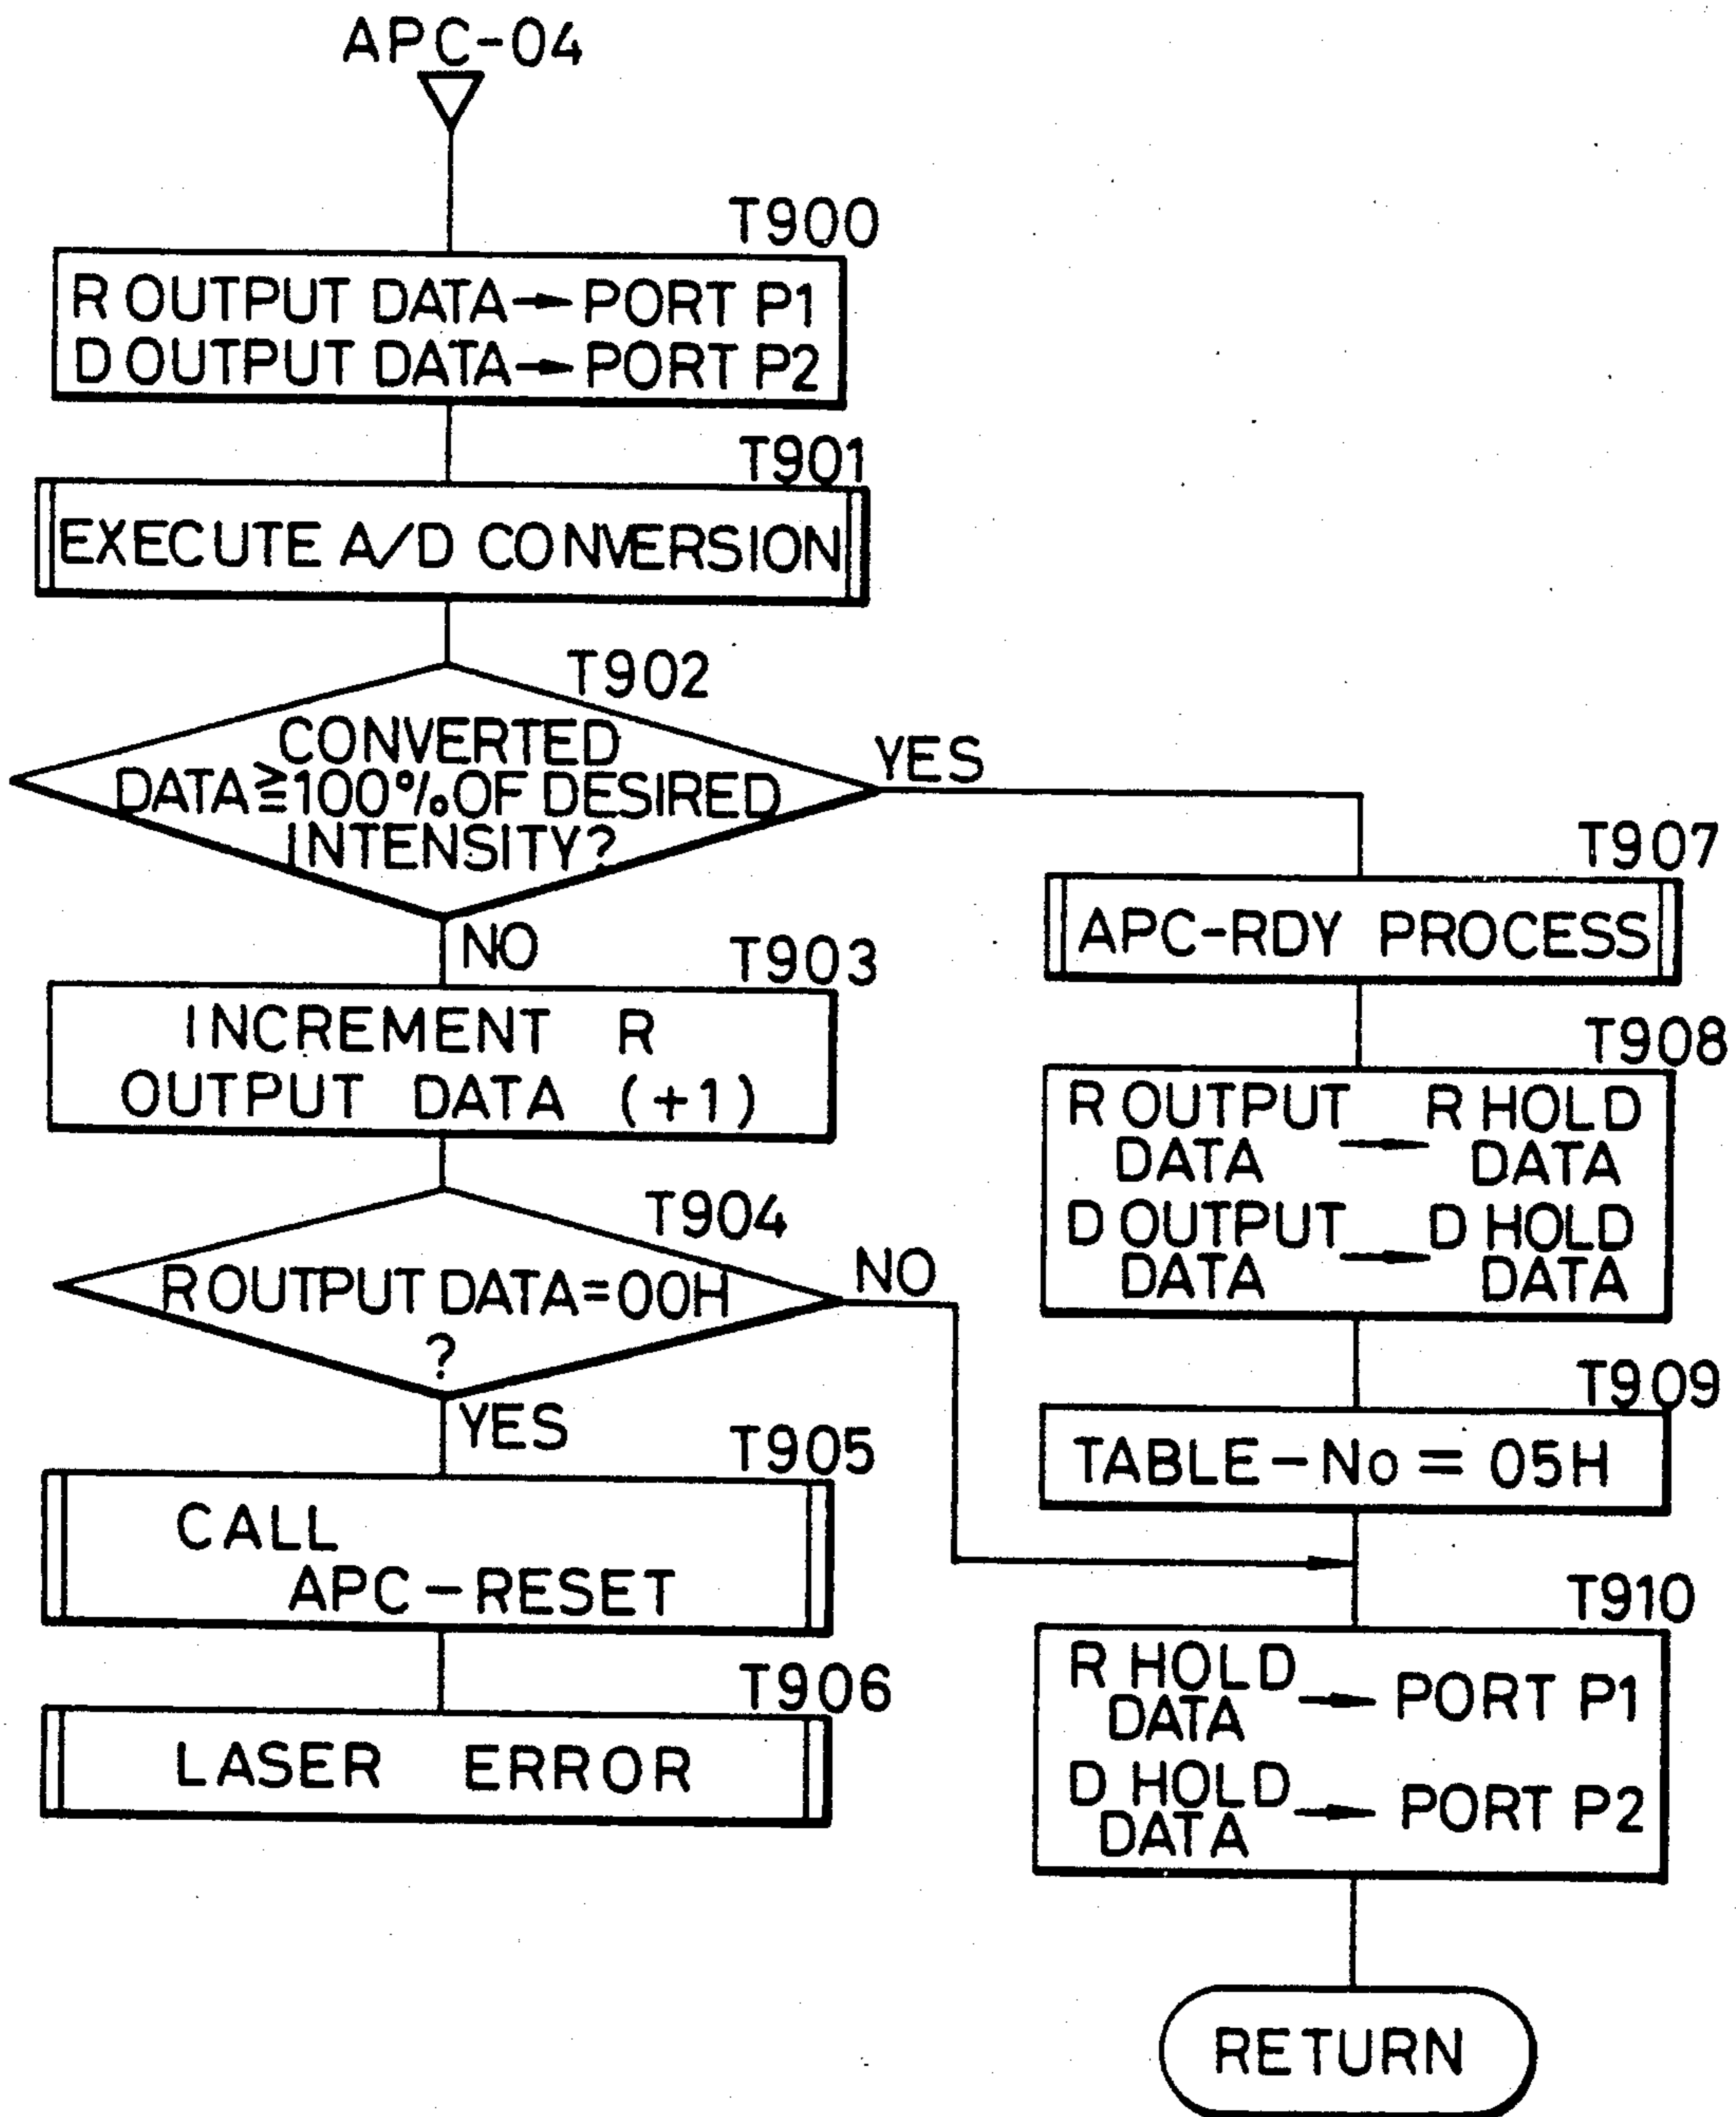 APC-04
T900
R OUTPUT DATA→PORT P1
D OUTPUT DATA→PORT P2
T901
EXECUTE A/D CONVERSION
T902
CONVERTED
DATA≧100%OF DESIRED
INTENSITY?
YES
NO
T903
INCREMENT R
OUTPUT DATA (+1)
T904
R OUTPUT DATA=00H
?
NO
YES
T905
CALL
APC-RESET
T906
LASER ERROR
T907
APC-RDY PROCESS
T908
R OUTPUT DATA → R HOLD DATA
D OUTPUT DATA → D HOLD DATA
T909
TABLE-No = 05H
T910
R HOLD DATA → PORT P1
D HOLD DATA → PORT P2
RETURN